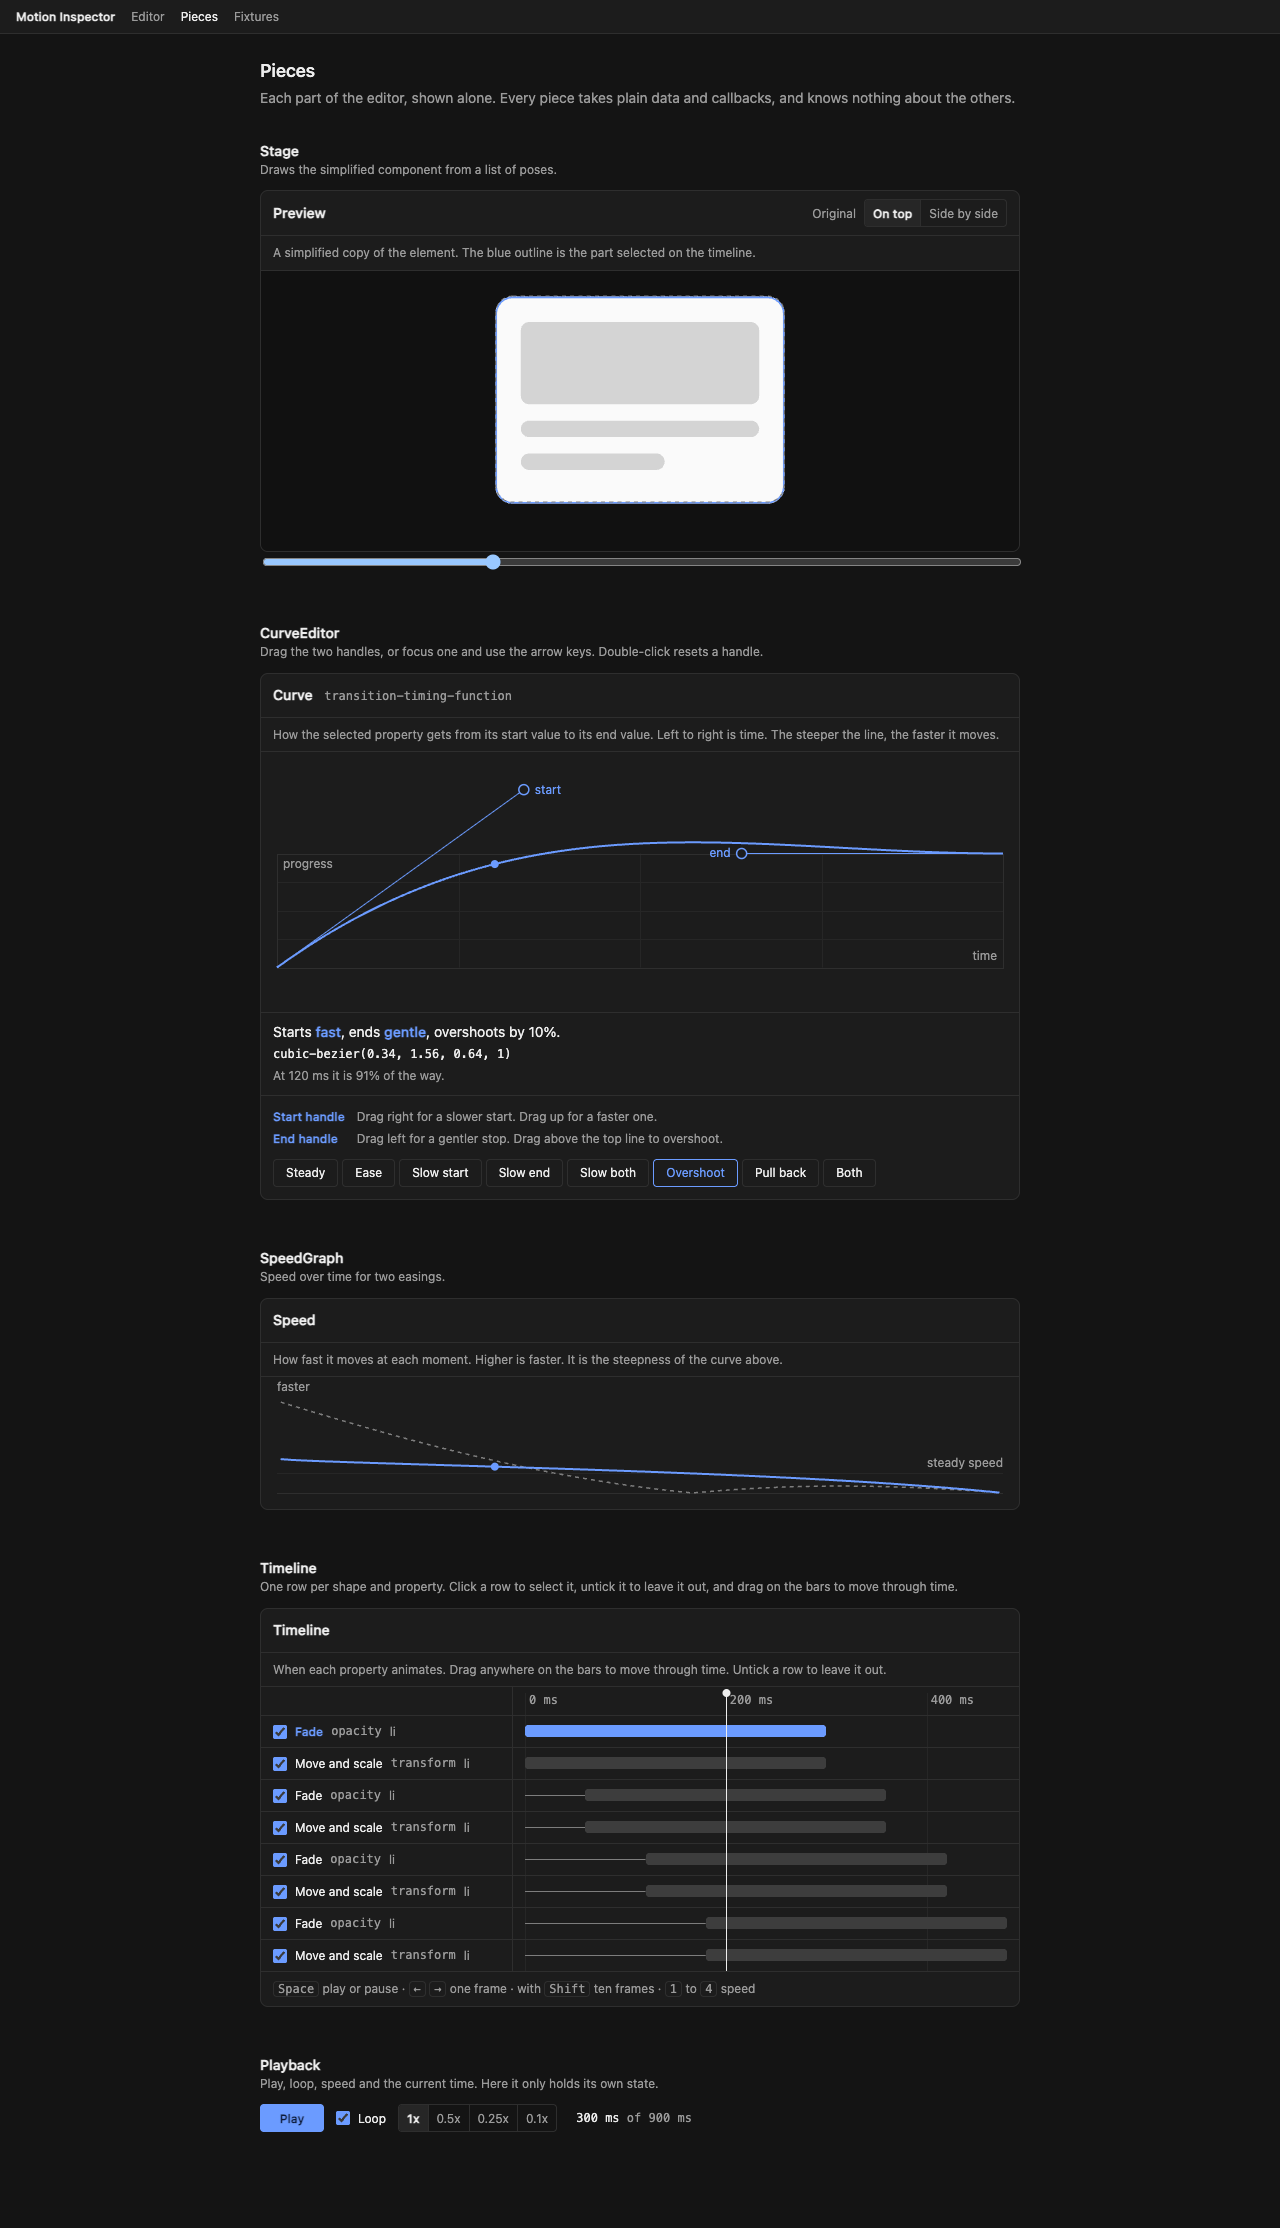 Motion Inspector Editor Pieces Fixtures
Pieces
Each part of the editor, shown alone. Every piece takes plain data and callbacks, and knows nothing about the others.
Stage
Draws the simplified component from a list of poses.
Preview Original On top Side by side
A simplified copy of the element. The blue outline is the part selected on the timeline.
CurveEditor
Drag the two handles, or focus one and use the arrow keys. Double-click resets a handle.
Curve transition-timing-function
How the selected property gets from its start value to its end value. Left to right is time. The steeper the line, the faster it moves.
start
end
progress
time
Starts fast, ends gentle, overshoots by 10%.
cubic-bezier(0.34, 1.56, 0.64, 1)
At 120 ms it is 91% of the way.
Start handle Drag right for a slower start. Drag up for a faster one.
End handle Drag left for a gentler stop. Drag above the top line to overshoot.
Steady Ease Slow start Slow end Slow both Overshoot Pull back Both
SpeedGraph
Speed over time for two easings.
Speed
How fast it moves at each moment. Higher is faster. It is the steepness of the curve above.
faster
steady speed
Timeline
One row per shape and property. Click a row to select it, untick it to leave it out, and drag on the bars to move through time.
Timeline
When each property animates. Drag anywhere on the bars to move through time. Untick a row to leave it out.
0 ms 200 ms 400 ms
Fade opacity li
Move and scale transform li
Fade opacity li
Move and scale transform li
Fade opacity li
Move and scale transform li
Fade opacity li
Move and scale transform li
Space play or pause · ← → one frame · with Shift ten frames · 1 to 4 speed
Playback
Play, loop, speed and the current time. Here it only holds its own state.
Play Loop 1x 0.5x 0.25x 0.1x 300 ms of 900 ms